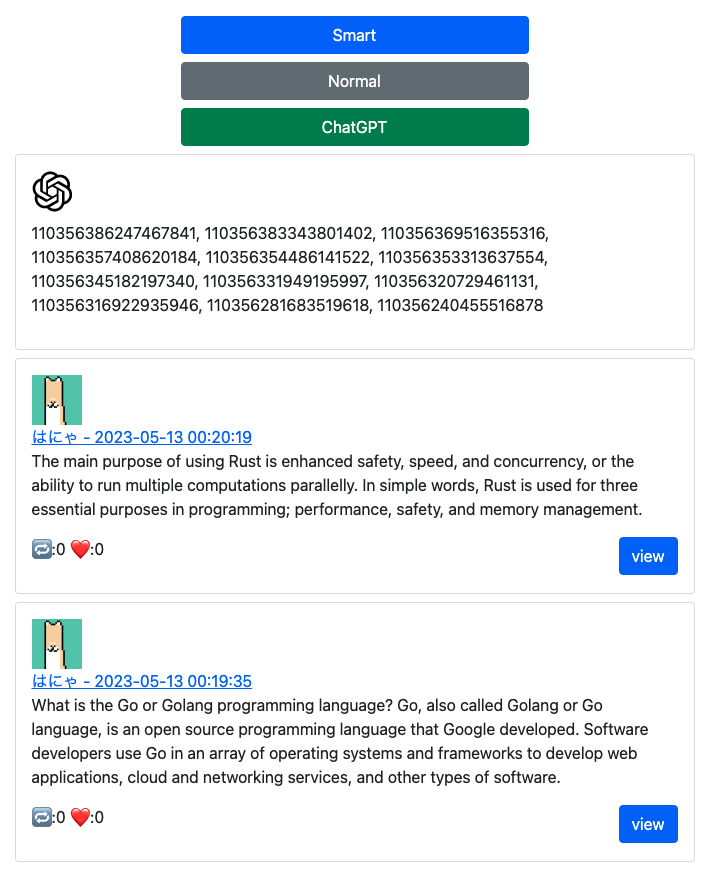 Smart
Normal
ChatGPT
110356386247467841, 110356383343801402, 110356369516355316,
110356357408620184, 110356354486141522, 110356353313637554,
110356345182197340, 110356331949195997, 110356320729461131,
110356316922935946, 110356281683519618, 110356240455516878
はにゃ - 2023-05-13 00:20:19
The main purpose of using Rust is enhanced safety, speed, and concurrency, or the
ability to run multiple computations parallelly. In simple words, Rust is used for three
essential purposes in programming; performance, safety, and memory management.
🔁:0 ❤️:0
view
はにゃ - 2023-05-13 00:19:35
What is the Go or Golang programming language? Go, also called Golang or Go
language, is an open source programming language that Google developed. Software
developers use Go in an array of operating systems and frameworks to develop web
applications, cloud and networking services, and other types of software.
🔁:0 ❤️:0
view